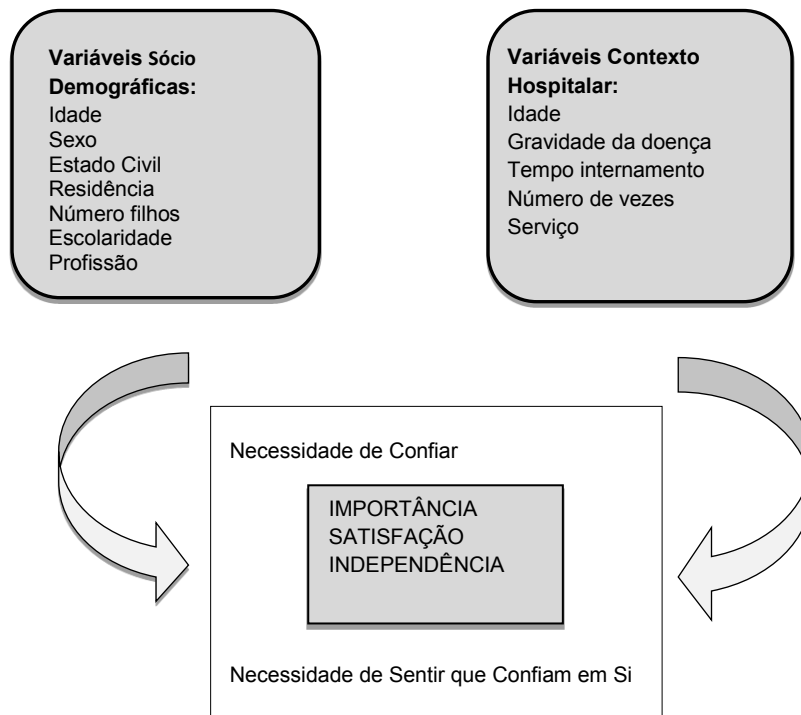 Variáveis Sócio
Demográficas:
Idade
Sexo
Estado Civil
Residência
Número filhos
Escolaridade
Profissão
Variáveis Contexto
Hospitalar:
Idade
Gravidade da doença
Tempo internamento
Número de vezes
Serviço
Necessidade de Confiar
IMPORTÂNCIA
SATISFAÇÃO
INDEPENDÊNCIA
Necessidade de Sentir que Confiam em Si